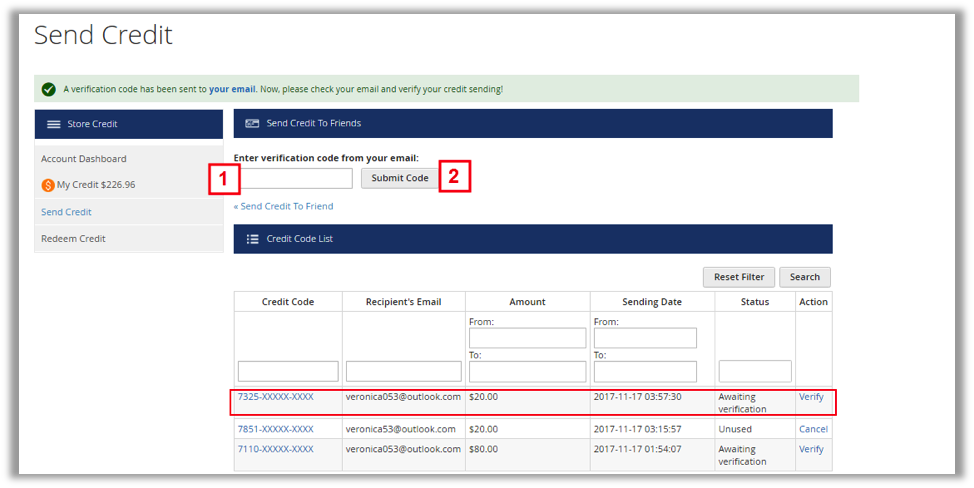 Send Credit
A verification code has been sent to your email. Now, please check your email and verify your credit sending!
Store Credit
Account Dashboard
$ My Credit $226.96
Send Credit
Redeem Credit
Send Credit To Friends
Enter verification code from your email:
1 Submit Code 2
« Send Credit To Friend
Credit Code List
Reset Filter Search
Credit Code Recipient's Email Amount Sending Date Status Action
From: From:
To: To:
7325-XXXXX-XXXX veronica053@outlook.com $20.00 2017-11-17 03:57:30 Awaiting Verify
verification
7851-XXXXX-XXXX veronica53@outlook.com $20.00 2017-11-17 03:15:57 Unused Cancel
7110-XXXXX-XXXX veronica053@outlook.com $80.00 2017-11-17 01:54:07 Awaiting Verify
verification